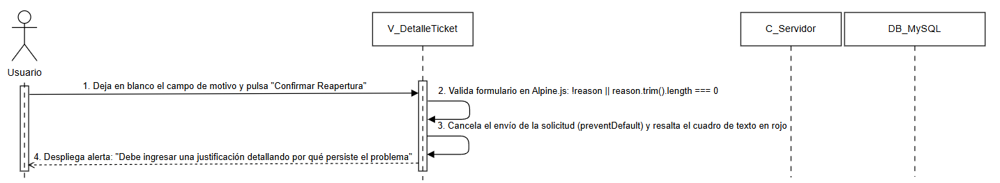 V_DetalleTicket
C_Servidor
DB_MySQL
Usuario
1. Deja en blanco el campo de motivo y pulsa "Confirmar Reapertura"
2. Valida formulario en Alpine.js: !reason || reason.trim().length === 0
3. Cancela el envío de la solicitud (preventDefault) y resalta el cuadro de texto en rojo
4. Despliega alerta: "Debe ingresar una justificación detallando por qué persiste el problema"